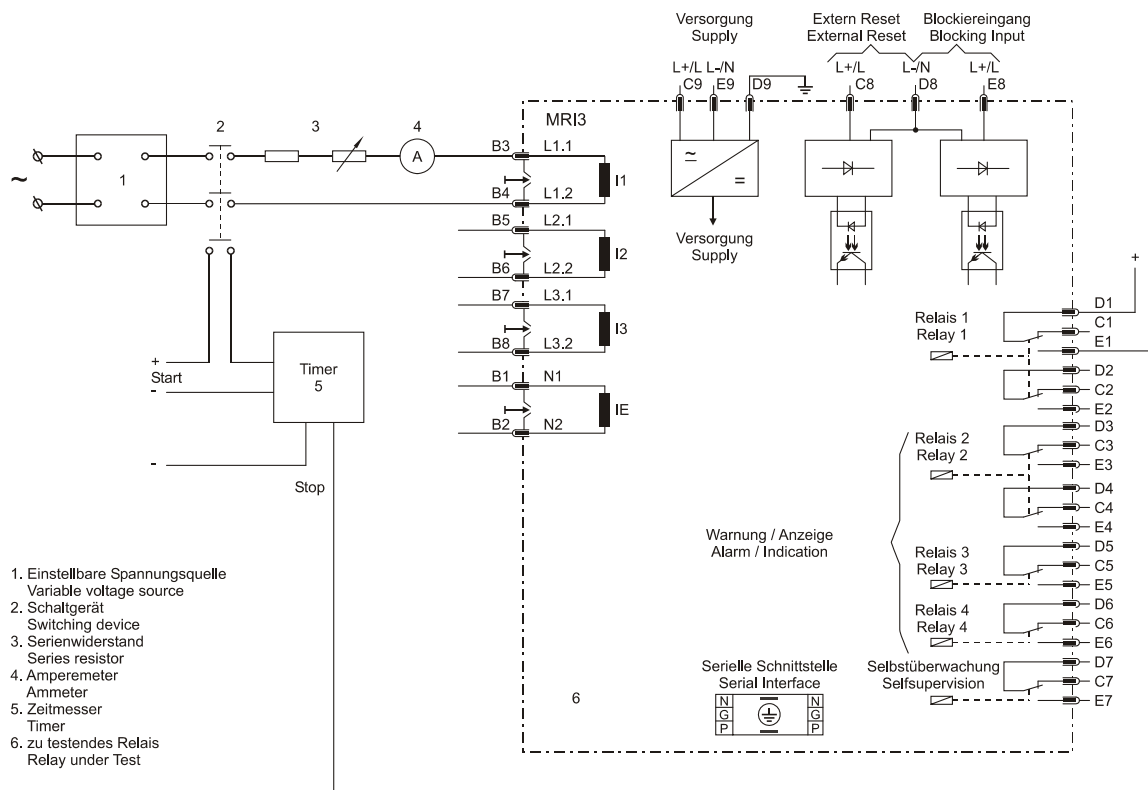 Versorgung
Supply
Extern Reset
External Reset
Blockiereingang
Blocking Input
L+/L
L-/N
L+/L
L-/N
L+/L
C9
E9
D9
C8
D8
E8
MRI3
2
3
4
~
1
A
B3
L1.1
I1
B4
L1.2
B5
L2.1
I2
B6
L2.2
B7
L3.1
I3
B8
L3.2
B1
N1
IE
B2
N2
~
=
=
Versorgung
Supply
+
Start
-
-
Timer
5
Stop
+
D1
C1
E1
D2
C2
E2
D3
C3
E3
D4
C4
E4
D5
C5
E5
D6
C6
E6
D7
C7
E7
Relais 1
Relay 1
Relais 2
Relay 2
Warnung / Anzeige
Alarm / Indication
Relais 3
Relay 3
Relais 4
Relay 4
Selbstüberwachung
Selfsupervision
Serielle Schnittstelle
Serial Interface
N
G
P
N
G
P
6
1. Einstellbare Spannungsquelle
Variable voltage source
2. Schaltgerät
Switching device
3. Serienwiderstand
Series resistor
4. Amperemeter
Ammeter
5. Zeitmesser
Timer
6. zu testendes Relais
Relay under Test